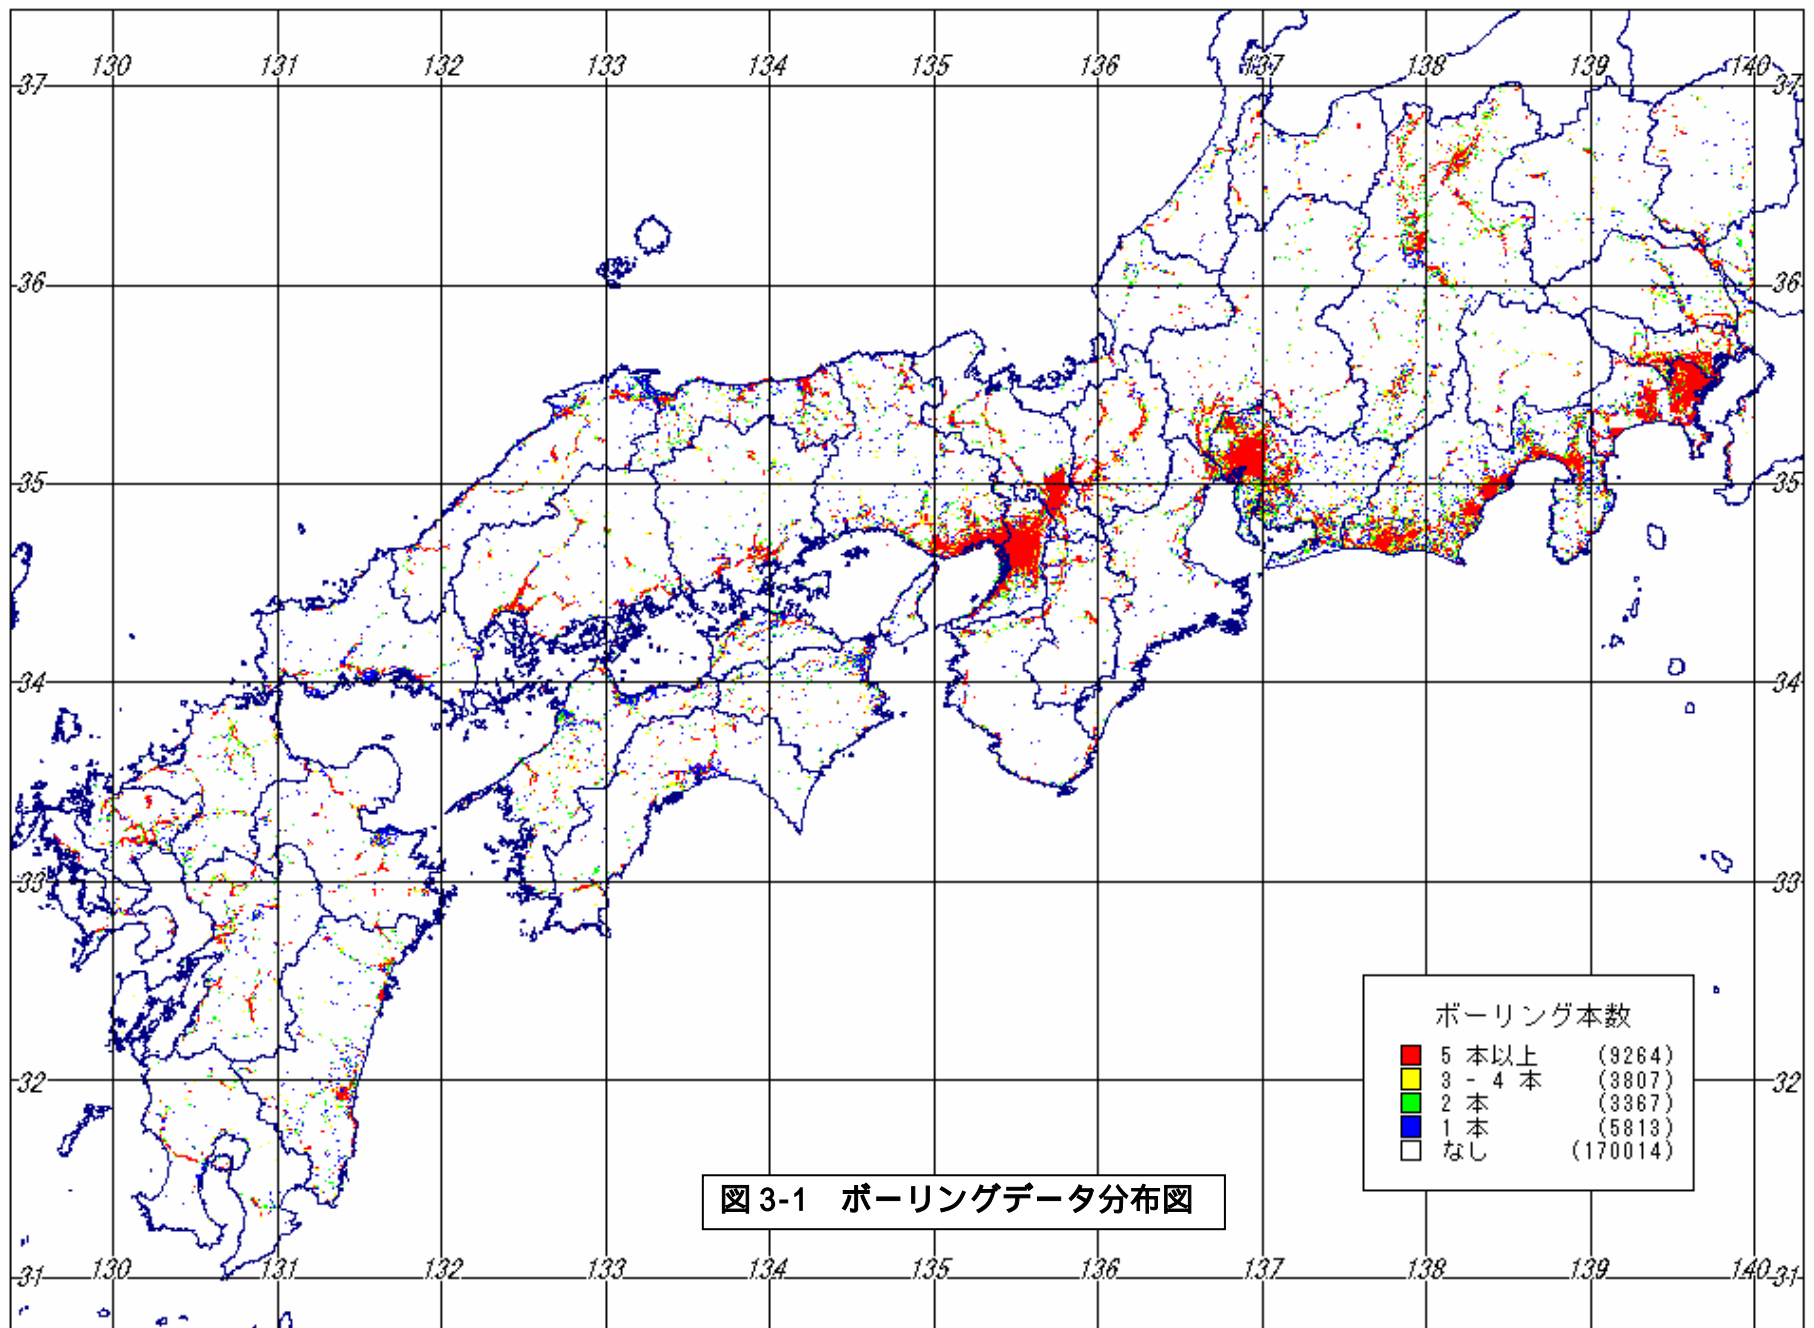 130 131 132 133 134 135 136 137 138 139 140
37 37
36 36
35 35
34 34
33 33
32 32
ボーリング本数
5 本以上 (9264)
3 - 4 本 (3807)
2 本 (3367)
1 本 (5813)
なし (170014)
図 3-1 ボーリングデータ分布図
31 130 131 132 133 134 135 136 137 138 139 140 31